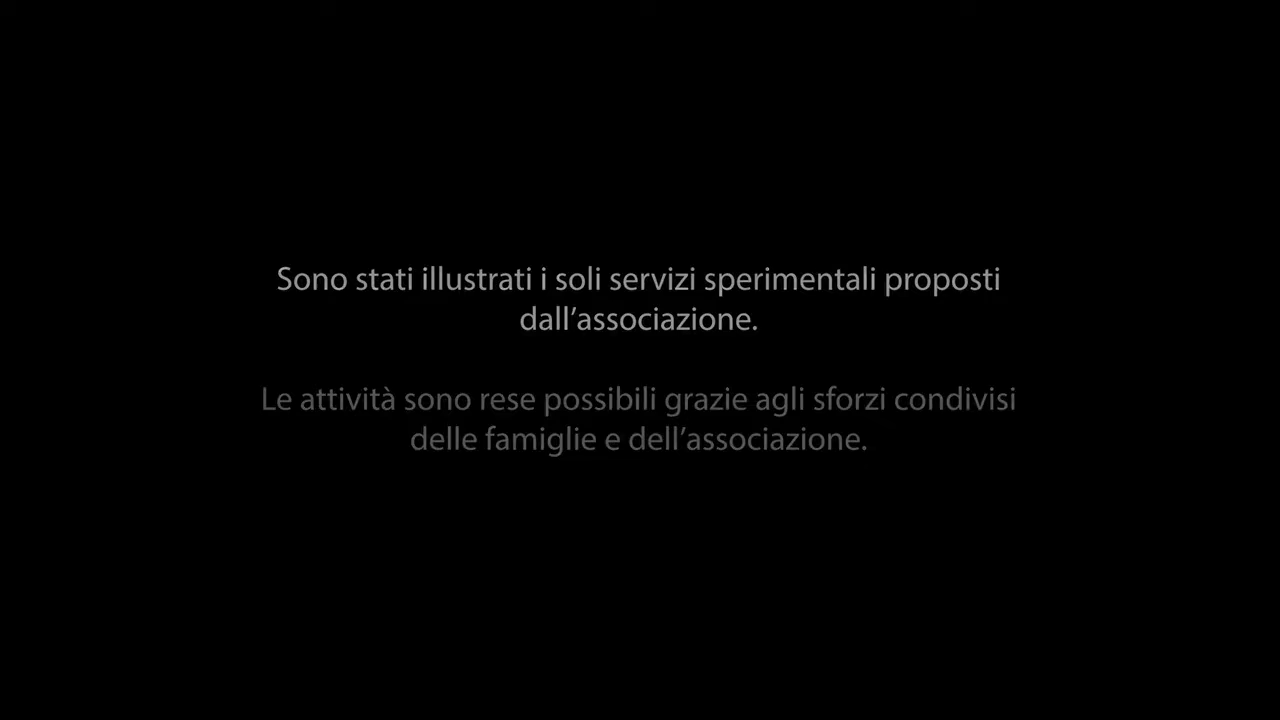 Sono stati illustrati i soli servizi sperimentali proposti
dall’associazione.
Le attività sono rese possibili grazie agli sforzi condivisi
delle famiglie e dell’associazione.